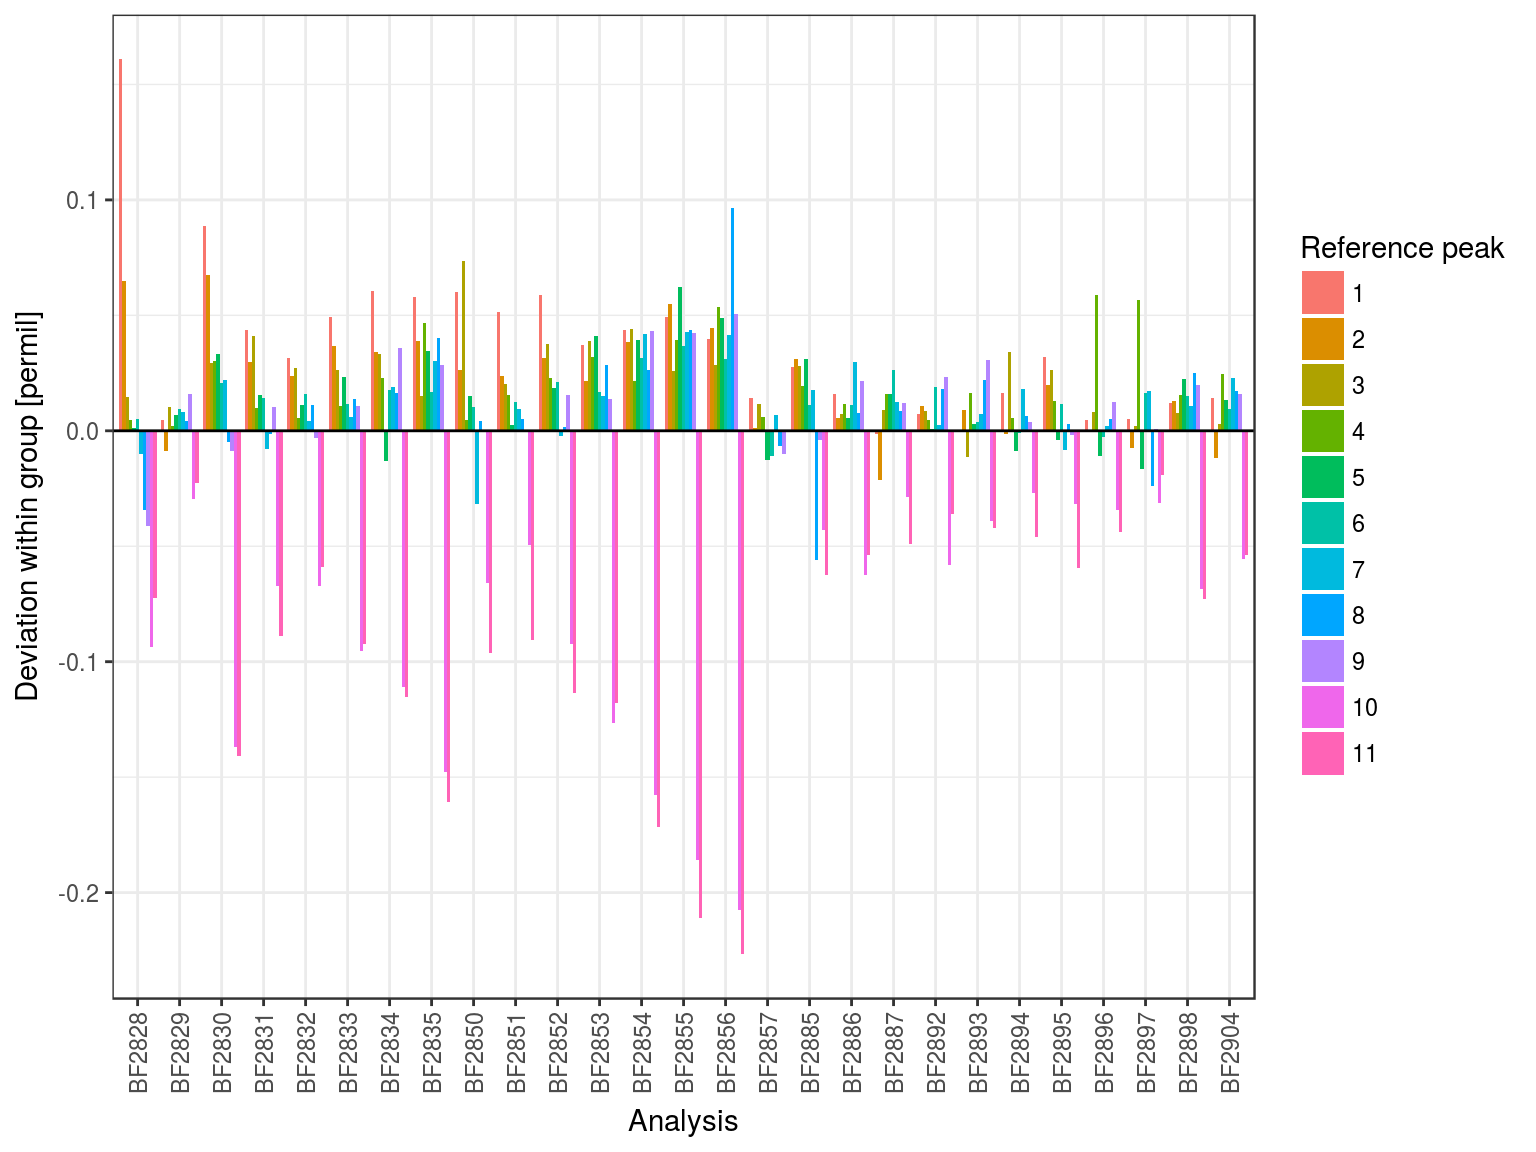 Deviation within group [permil]
0.1
0.0
-0.1
-0.2
BF2828
BF2829
BF2830
BF2831
BF2832
BF2833
BF2834
BF2835
BF2850
BF2851
BF2852
BF2853
BF2854
BF2855
BF2856
BF2857
BF2885
BF2886
BF2887
BF2892
BF2893
BF2894
BF2895
BF2896
BF2897
BF2898
BF2904
Analysis
Reference peak
1
2
3
4
5
6
7
8
9
10
11